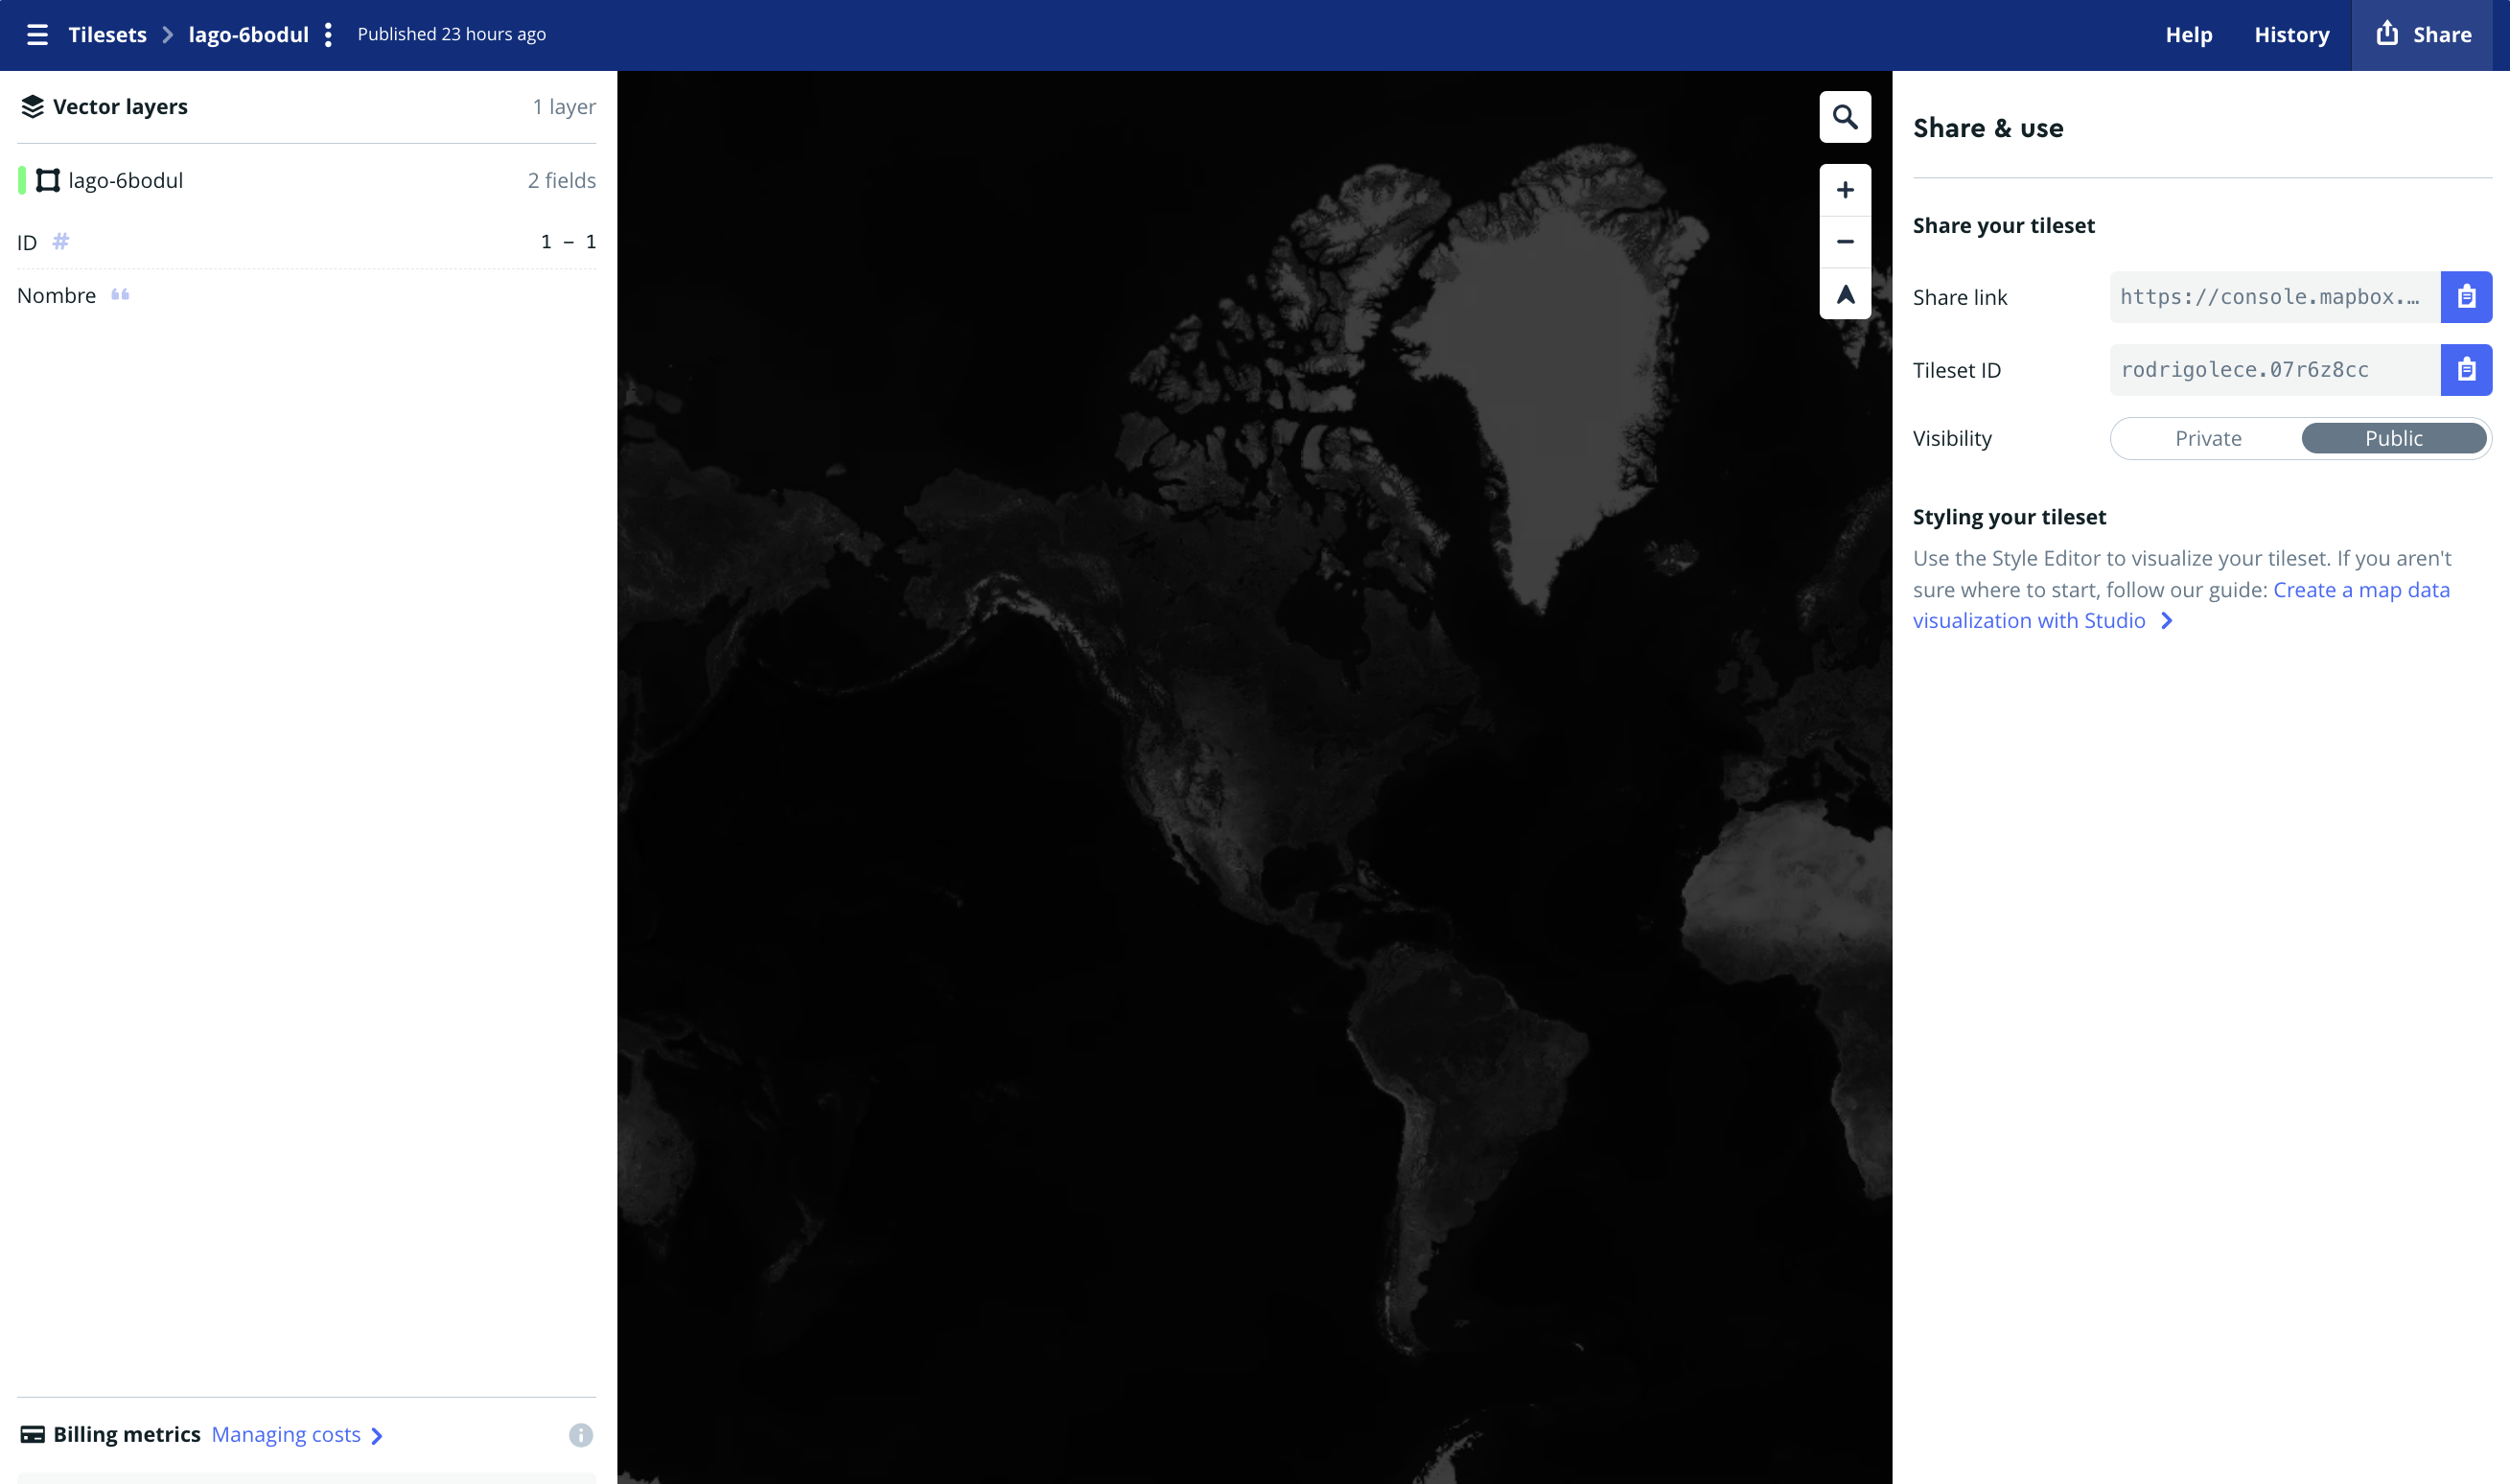 Tilesets > lago-6bodul Published 23 hours ago Help History Share
Vector layers 1 layer
lago-6bodul 2 fields
ID # 1 – 1
Nombre “
Share & use
Share your tileset
Share link https://console.mapbox.…
Tileset ID rodrigolece.07r6z8cc
Visibility Private Public
Styling your tileset
Use the Style Editor to visualize your tileset. If you aren't
sure where to start, follow our guide: Create a map data
visualization with Studio >
Billing metrics Managing costs >